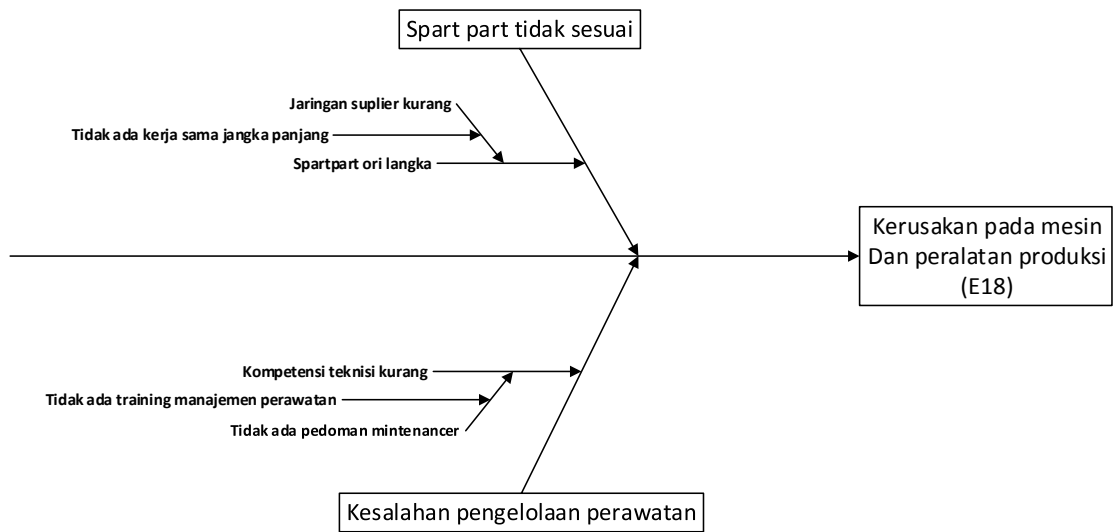 Spart part tidak sesuai
Jaringan suplier kurang
Tidak ada kerja sama jangka panjang
Spartpart ori langka
Kerusakan pada mesin
Dan peralatan produksi
(E18)
Kompetensi teknisi kurang
Tidak ada training manajemen perawatan
Tidak ada pedoman mintenancer
Kesalahan pengelolaan perawatan